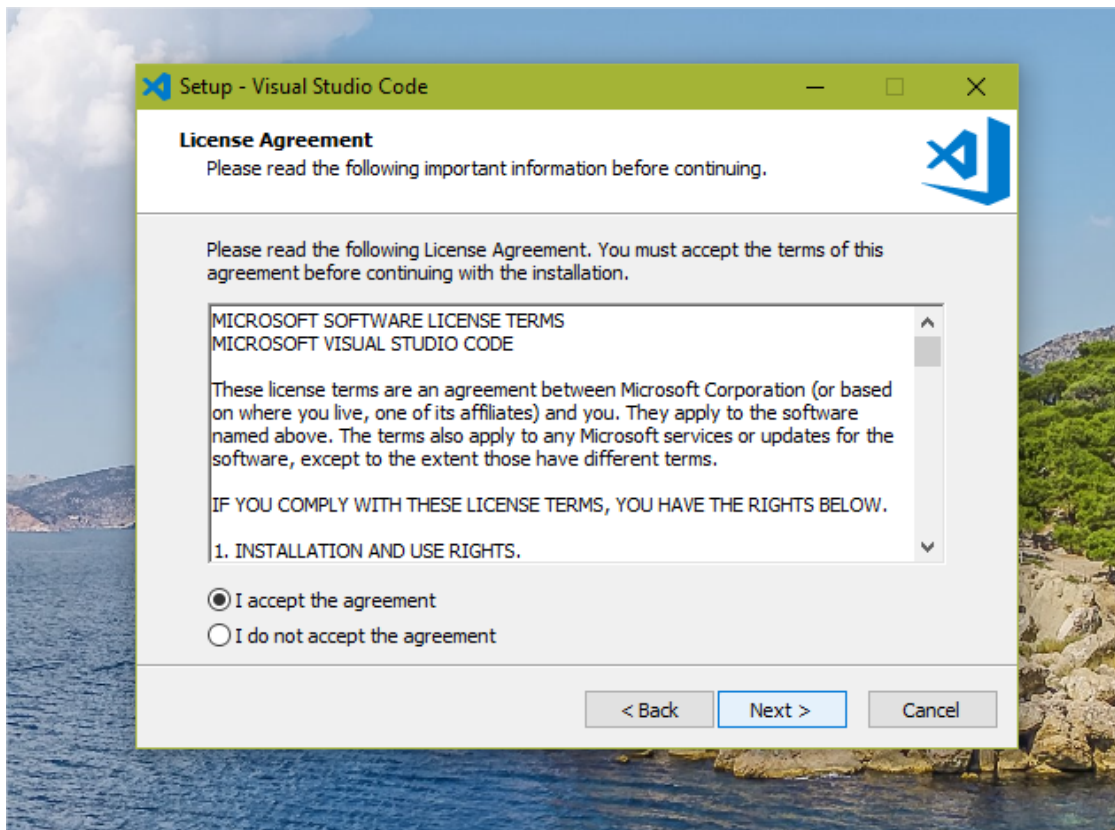 Setup - Visual Studio Code
License Agreement
Please read the following important information before continuing.
Please read the following License Agreement. You must accept the terms of this
agreement before continuing with the installation.
MICROSOFT SOFTWARE LICENSE TERMS
MICROSOFT VISUAL STUDIO CODE
These license terms are an agreement between Microsoft Corporation (or based
on where you live, one of its affiliates) and you. They apply to the software
named above. The terms also apply to any Microsoft services or updates for the
software, except to the extent those have different terms.
IF YOU COMPLY WITH THESE LICENSE TERMS, YOU HAVE THE RIGHTS BELOW.
1. INSTALLATION AND USE RIGHTS.
I accept the agreement
I do not accept the agreement
< Back
Next >
Cancel